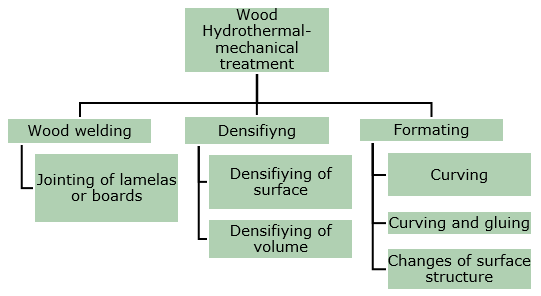 Wood
Hydrothermal-
mechanical
treatment
Wood welding
Densifiyng
Formating
Jointing of lamelas
or boards
Densifiying of
surface
Densifiying of
volume
Curving
Curving and gluing
Changes of surface
structure